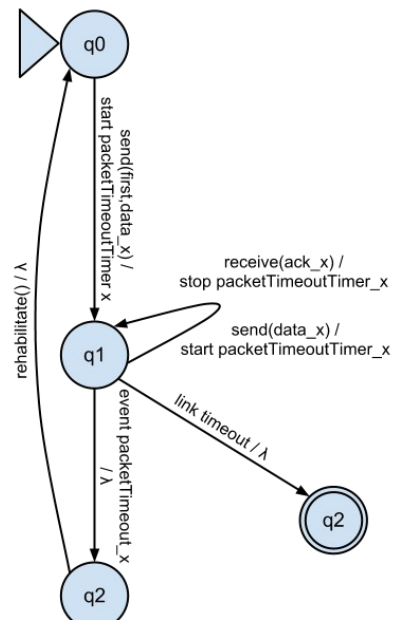 q0
send(first,data_x) /
start packetTimeoutTimer x
receive(ack_x) /
stop packetTimeoutTimer_x
send(data_x) /
start packetTimeoutTimer_x
rehabilitate() / λ
q1
link timeout / λ
event packetTimeout_x
/ λ
q2
q2